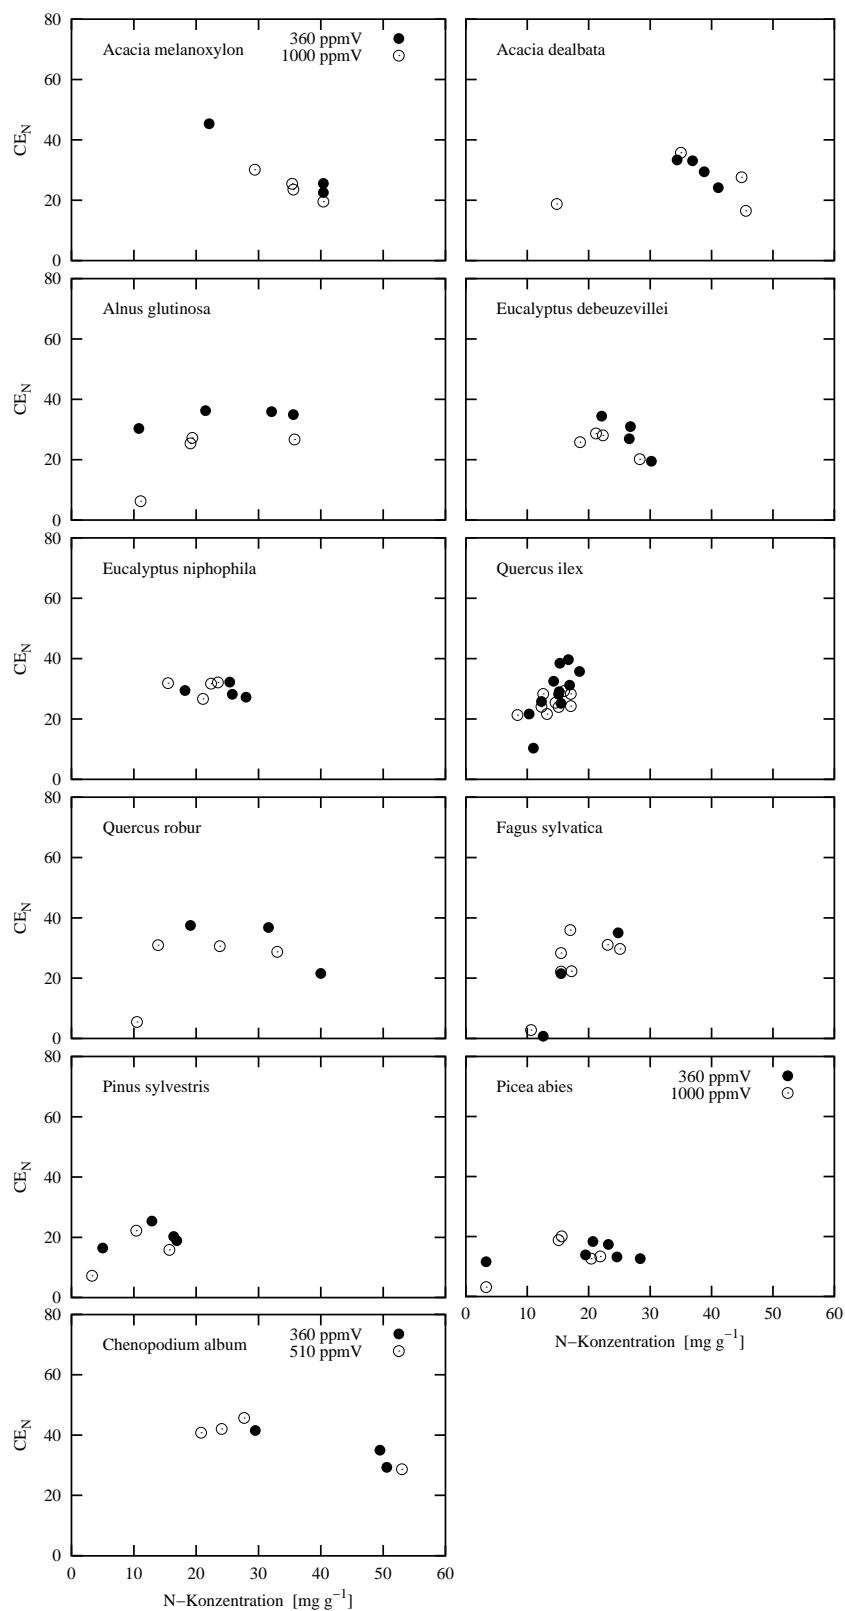 80
60
40
20
0
CE_N
Acacia melanoxylon
360 ppmV
1000 ppmV
Acacia dealbata
80
60
40
20
0
CE_N
Alnus glutinosa
Eucalyptus debeuzevillei
80
60
40
20
0
CE_N
Eucalyptus niphophila
Quercus ilex
80
60
40
20
0
CE_N
Quercus robur
Fagus sylvatica
80
60
40
20
0
CE_N
Pinus sylvestris
Picea abies
360 ppmV
1000 ppmV
0 10 20 30 40 50 60
N−Konzentration [mg g⁻¹]
80
60
40
20
0
CE_N
Chenopodium album
360 ppmV
510 ppmV
0 10 20 30 40 50 60
N−Konzentration [mg g⁻¹]